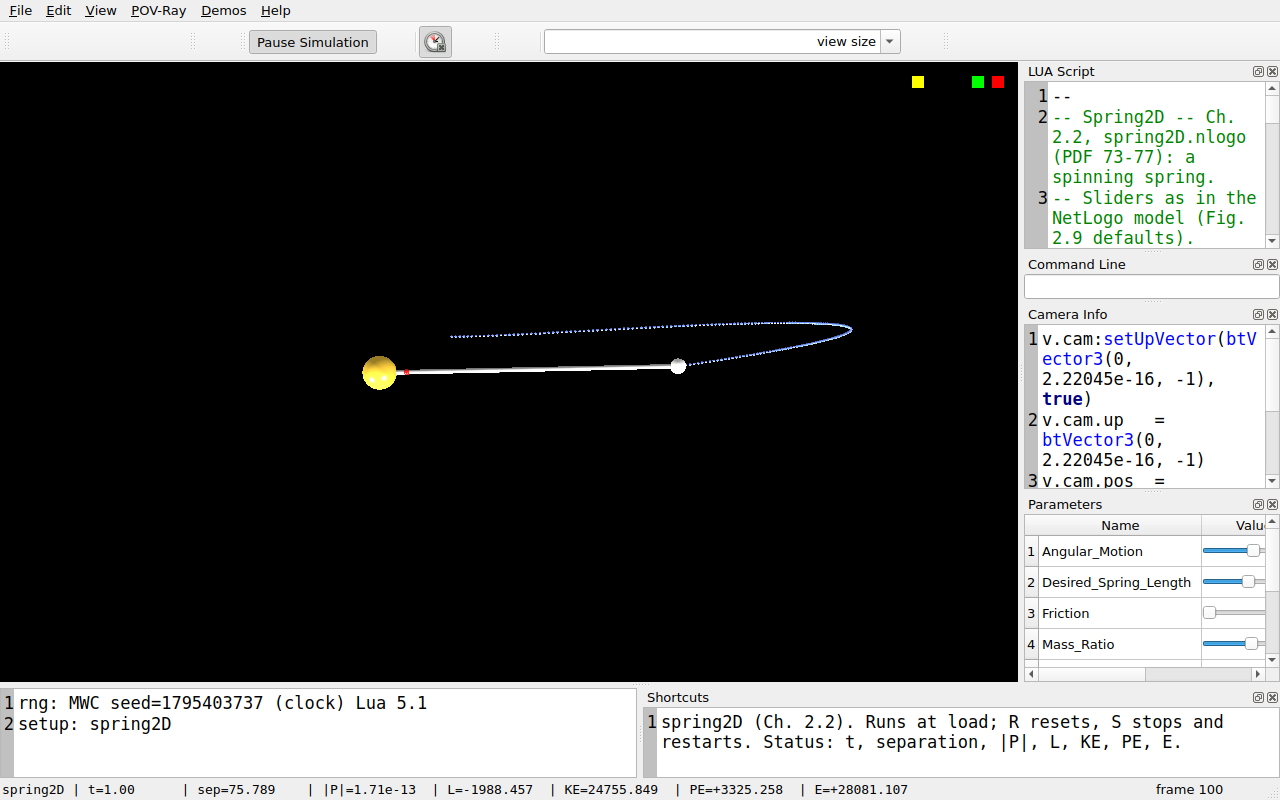 File Edit View POV-Ray Demos Help
Pause Simulation
view size
LUA Script
1 --
2 -- Spring2D -- Ch.
2.2, spring2D.nlogo
(PDF 73-77): a
spinning spring.
3 -- Sliders as in the
NetLogo model (Fig.
2.9 defaults).
Command Line
Camera Info
1 v.cam:setUpVector(btV
ector3(0,
2.22045e-16, -1),
true)
2 v.cam.up   =
btVector3(0,
2.22045e-16, -1)
3 v.cam.pos  =
Parameters
Name Valu
1 Angular_Motion
2 Desired_Spring_Length
3 Friction
4 Mass_Ratio
1 rng: MWC seed=1795403737 (clock) Lua 5.1
2 setup: spring2D
Shortcuts
1 spring2D (Ch. 2.2). Runs at load; R resets, S stops and
restarts. Status: t, separation, |P|, L, KE, PE, E.
spring2D | t=1.00 | sep=75.789 | |P|=1.71e-13 | L=-1988.457 | KE=24755.849 | PE=+3325.258 | E=+28081.107 frame 100